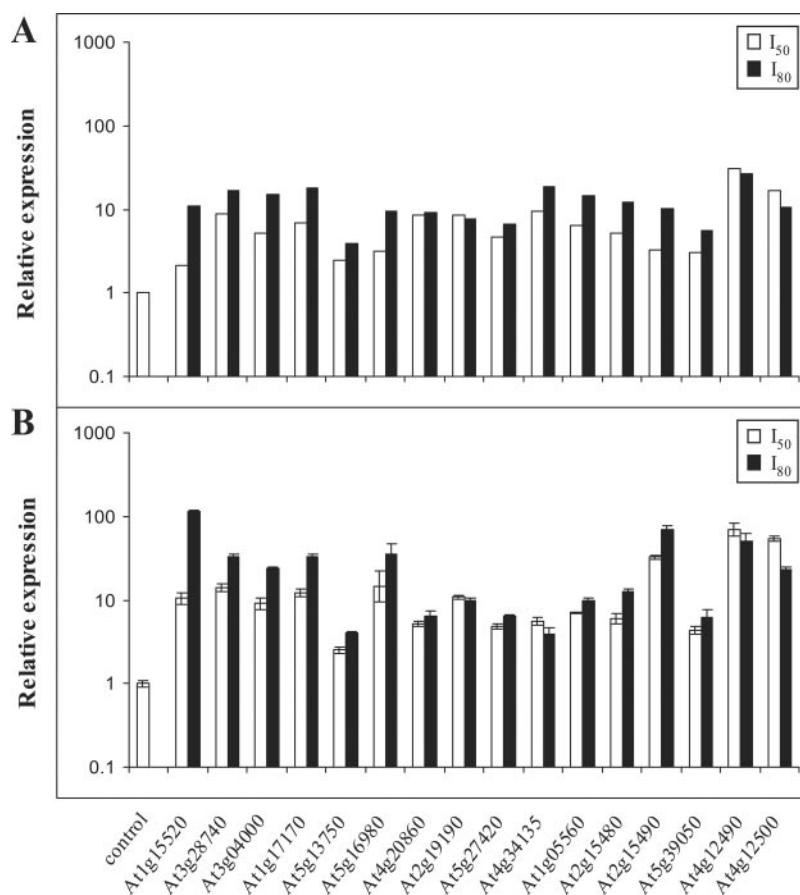 A
Relative expression
1000
100
10
1
0.1
I50
I80
B
Relative expression
1000
100
10
1
0.1
I50
I80
control
At1g15520
At3g28740
At3g04000
At1g17170
At5g13750
At5g16980
At4g20860
At2g19190
At5g27420
At4g34135
At1g05560
At2g15480
At2g15490
At5g39050
At4g12490
At4g12500